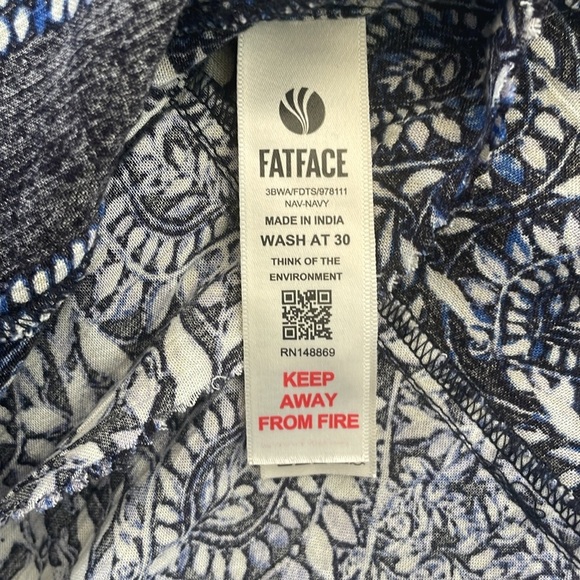 FATFACE
3BWA/FDTS/978111
NAV-NAVY
MADE IN INDIA
WASH AT 30
THINK OF THE
ENVIRONMENT
RN148869
KEEP
AWAY
FROM FIRE